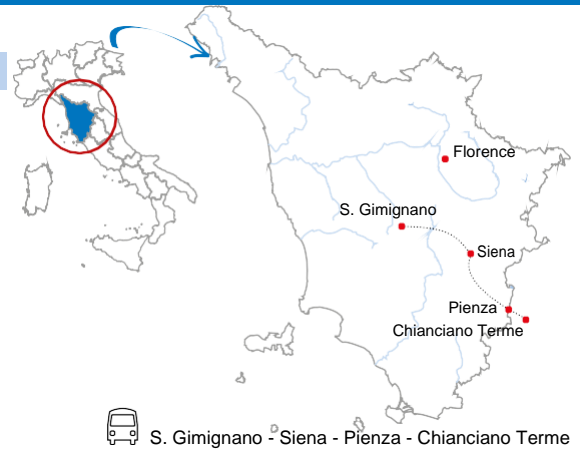 Florence
S. Gimignano
Siena
Pienza
Chianciano Terme
S. Gimignano - Siena - Pienza - Chianciano Terme